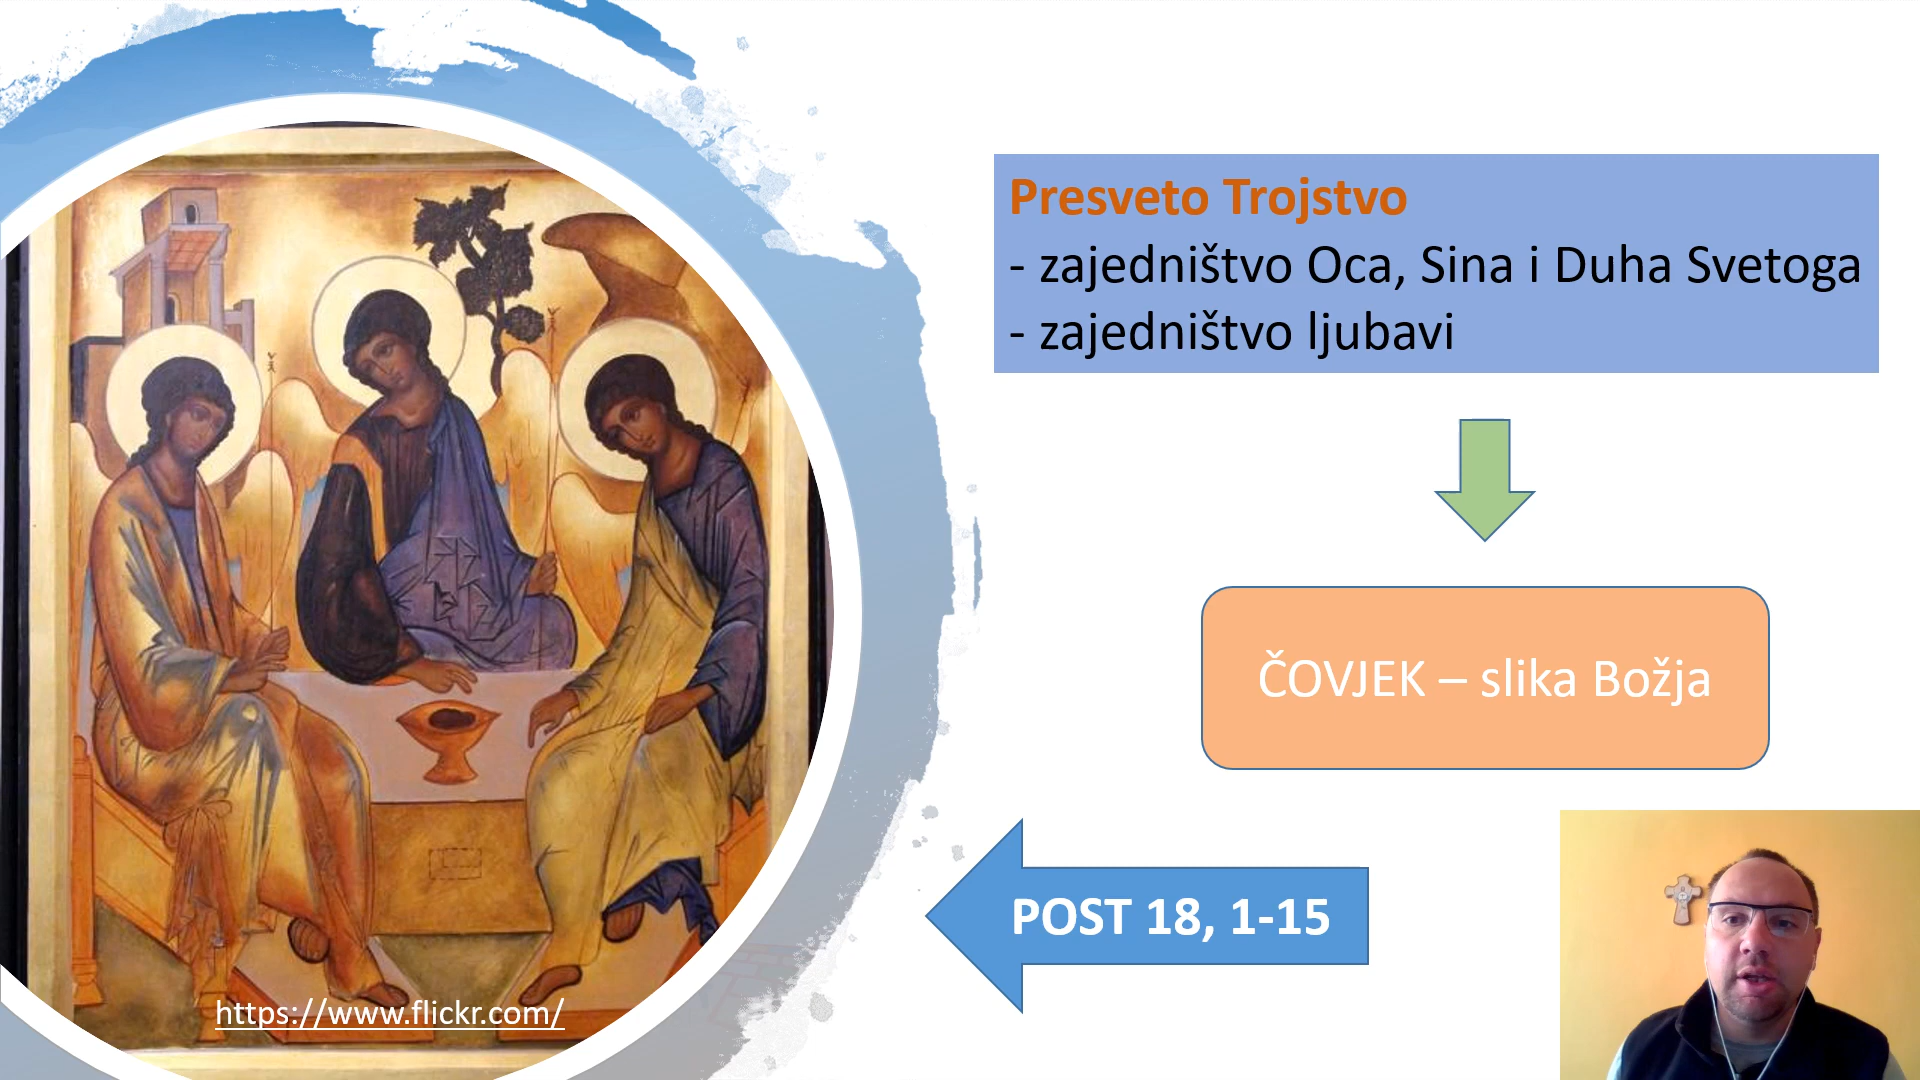 Presveto Trojstvo
- zajedništvo Oca, Sina i Duha Svetoga
- zajedništvo ljubavi
ČOVJEK – slika Božja
POST 18, 1-15
https://www.flickr.com/